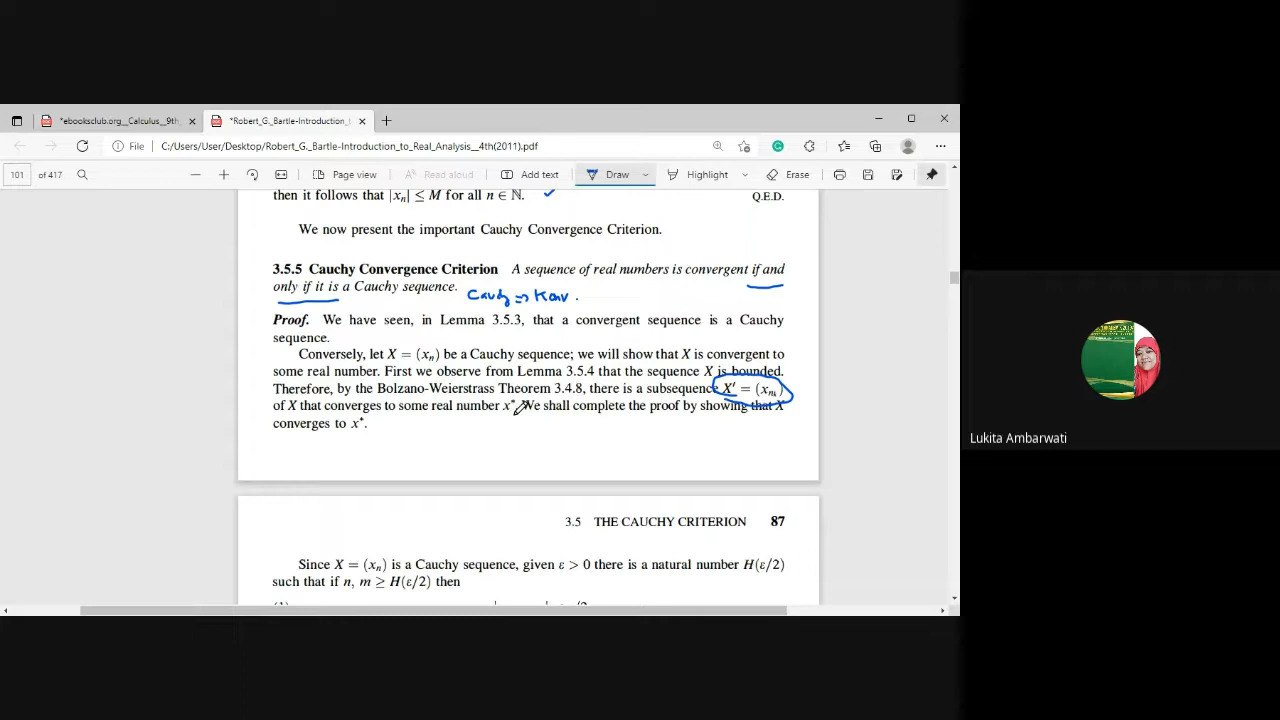 *ebooksclub.org__Calculus__9th_
*Robert_G._Bartle-Introduction_t
File
C:/Users/User/Desktop/Robert_G._Bartle-Introduction_to_Real_Analysis__4th(2011).pdf
101 of 417
Page view
Read aloud
Add text
Draw
Highlight
Erase
then it follows that |xₙ| ≤ M for all n ∈ ℕ.
Q.E.D.
We now present the important Cauchy Convergence Criterion.
3.5.5 Cauchy Convergence Criterion A sequence of real numbers is convergent if and
only if it is a Cauchy sequence.
Cauchy => Konv.
Proof. We have seen, in Lemma 3.5.3, that a convergent sequence is a Cauchy
sequence.
Conversely, let X = (xₙ) be a Cauchy sequence; we will show that X is convergent to
some real number. First we observe from Lemma 3.5.4 that the sequence X is bounded.
Therefore, by the Bolzano-Weierstrass Theorem 3.4.8, there is a subsequence X′ = (xₙₖ)
of X that converges to some real number x*. We shall complete the proof by showing that X
converges to x*.
3.5 THE CAUCHY CRITERION 87
Since X = (xₙ) is a Cauchy sequence, given ε > 0 there is a natural number H(ε/2)
such that if n, m ≥ H(ε/2) then
Lukita Ambarwati